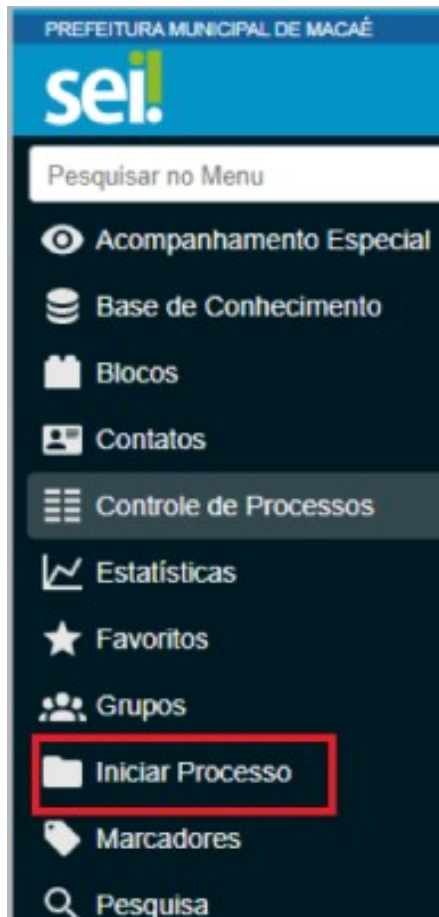 PREFEITURA MUNICIPAL DE MACAÉ
sei!
Pesquisar no Menu
Acompanhamento Especial
Base de Conhecimento
Blocos
Contatos
Controle de Processos
Estatísticas
Favoritos
Grupos
Iniciar Processo
Marcadores
Pesquisa